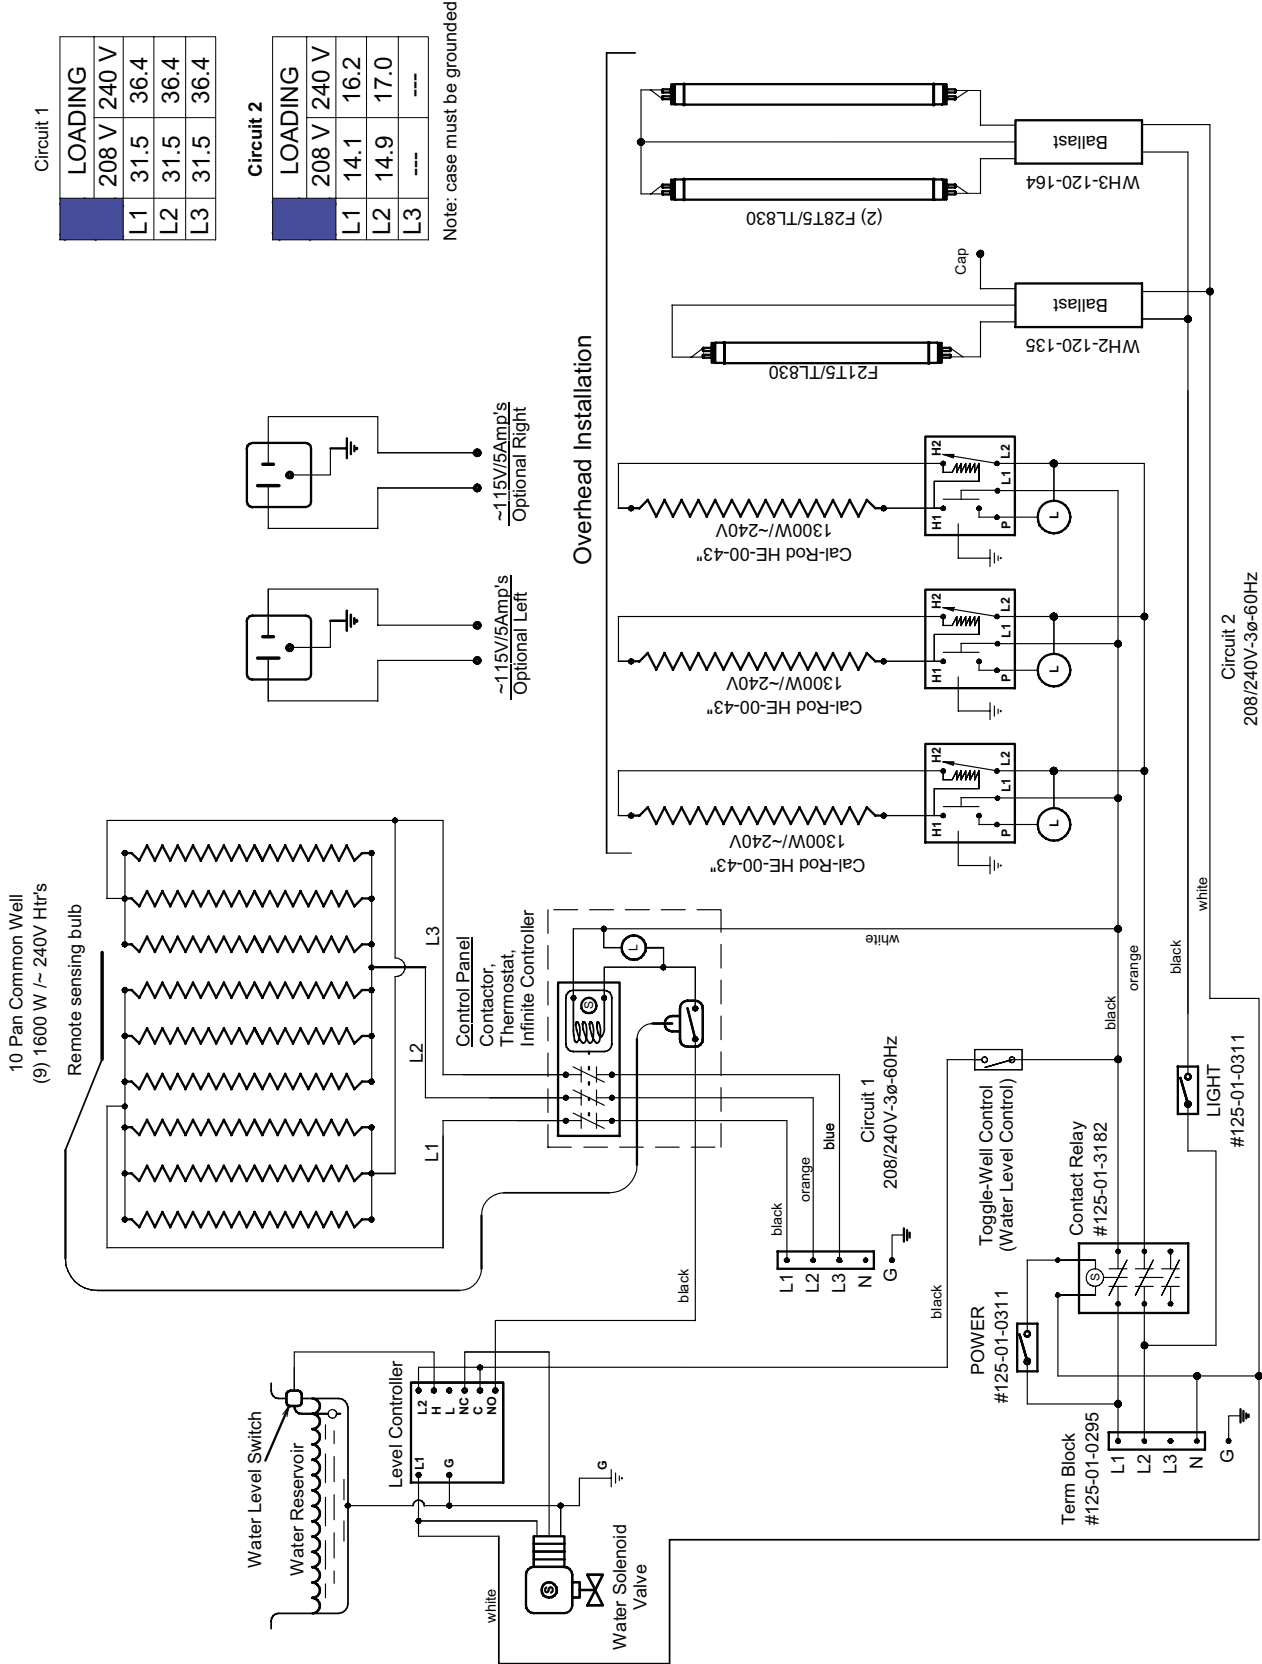 10 Pan Common Well
(9) 1600 W /~ 240V Htr's
Remote sensing bulb
L1
L2
L3
Control Panel
Contactor,
Thermostat,
Infinite Controller
S
L
Water Level Switch
Water Reservoir
Level Controller
L1
G
L2
H
L
NC
C
NO
G
S
Water Solenoid
Valve
white
black
black
orange
blue
L1
L2
L3
N
G
Circuit 1
208/240V-3ø-60Hz
white
~115V/5Amp's
Optional Left
~115V/5Amp's
Optional Right
Circuit 1
LOADING
208 V 240 V
L1 31.5 36.4
L2 31.5 36.4
L3 31.5 36.4
Circuit 2
LOADING
208 V 240 V
L1 14.1 16.2
L2 14.9 17.0
L3 --- ---
Note: case must be grounded
Overhead Installation
Cal-Rod HE-00-43"
1300W/~240V
H1
H2
P
L1
L2
L
Cal-Rod HE-00-43"
1300W/~240V
H1
H2
P
L1
L2
L
Cal-Rod HE-00-43"
1300W/~240V
H1
H2
P
L1
L2
L
F21T5/TL830
Cap
Ballast
WH2-120-135
(2) F28T5/TL830
Ballast
WH3-120-164
black
Toggle-Well Control
(Water Level Control)
black
orange
black
white
POWER
#125-01-0311
Contact Relay
#125-01-3182
S
LIGHT
#125-01-0311
Term Block
#125-01-0295
L1
L2
L3
N
G
Circuit 2
208/240V-3ø-60Hz